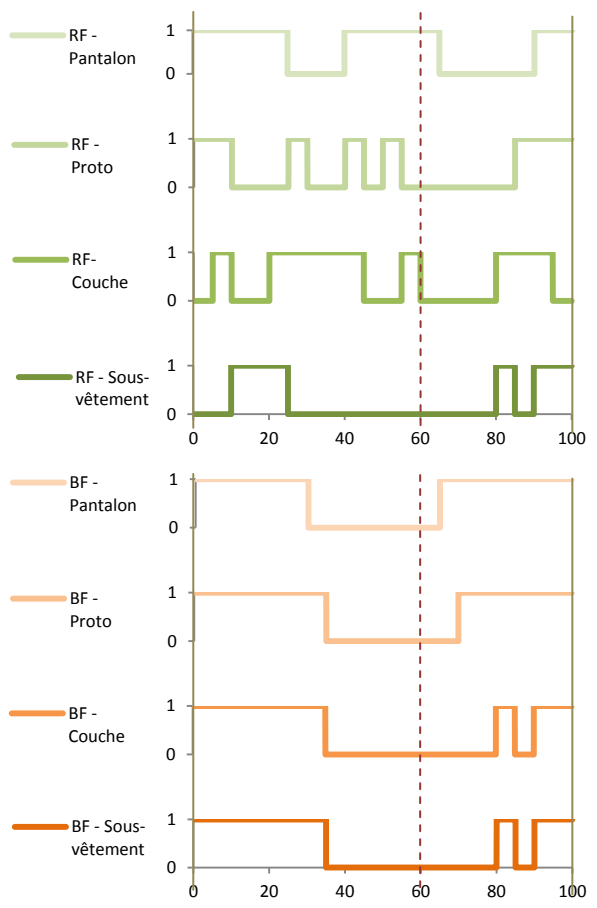 RF -
Pantalon
1
0
RF -
Proto
1
0
RF-
Couche
1
0
RF - Sous-
vêtement
1
0
0 20 40 60 80 100
BF -
Pantalon
1
0
BF -
Proto
1
0
BF -
Couche
1
0
BF - Sous-
vêtement
1
0
0 20 40 60 80 100